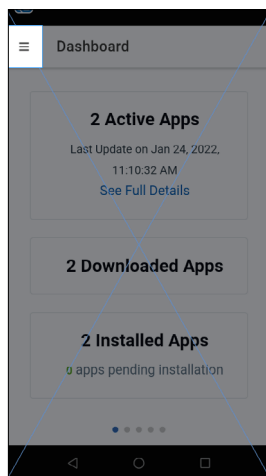 Dashboard
2 Active Apps
Last Update on Jan 24, 2022,
11:10:32 AM
See Full Details
2 Downloaded Apps
2 Installed Apps
0 apps pending installation